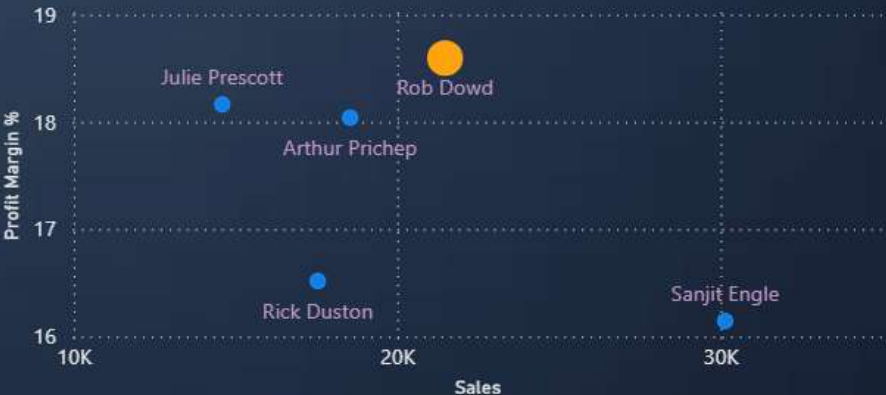 19
Julie Prescott
Rob Dowd
18
Arthur Prichep
Profit Margin %
17
Sanjit Engle
Rick Duston
16
10K 20K 30K
Sales